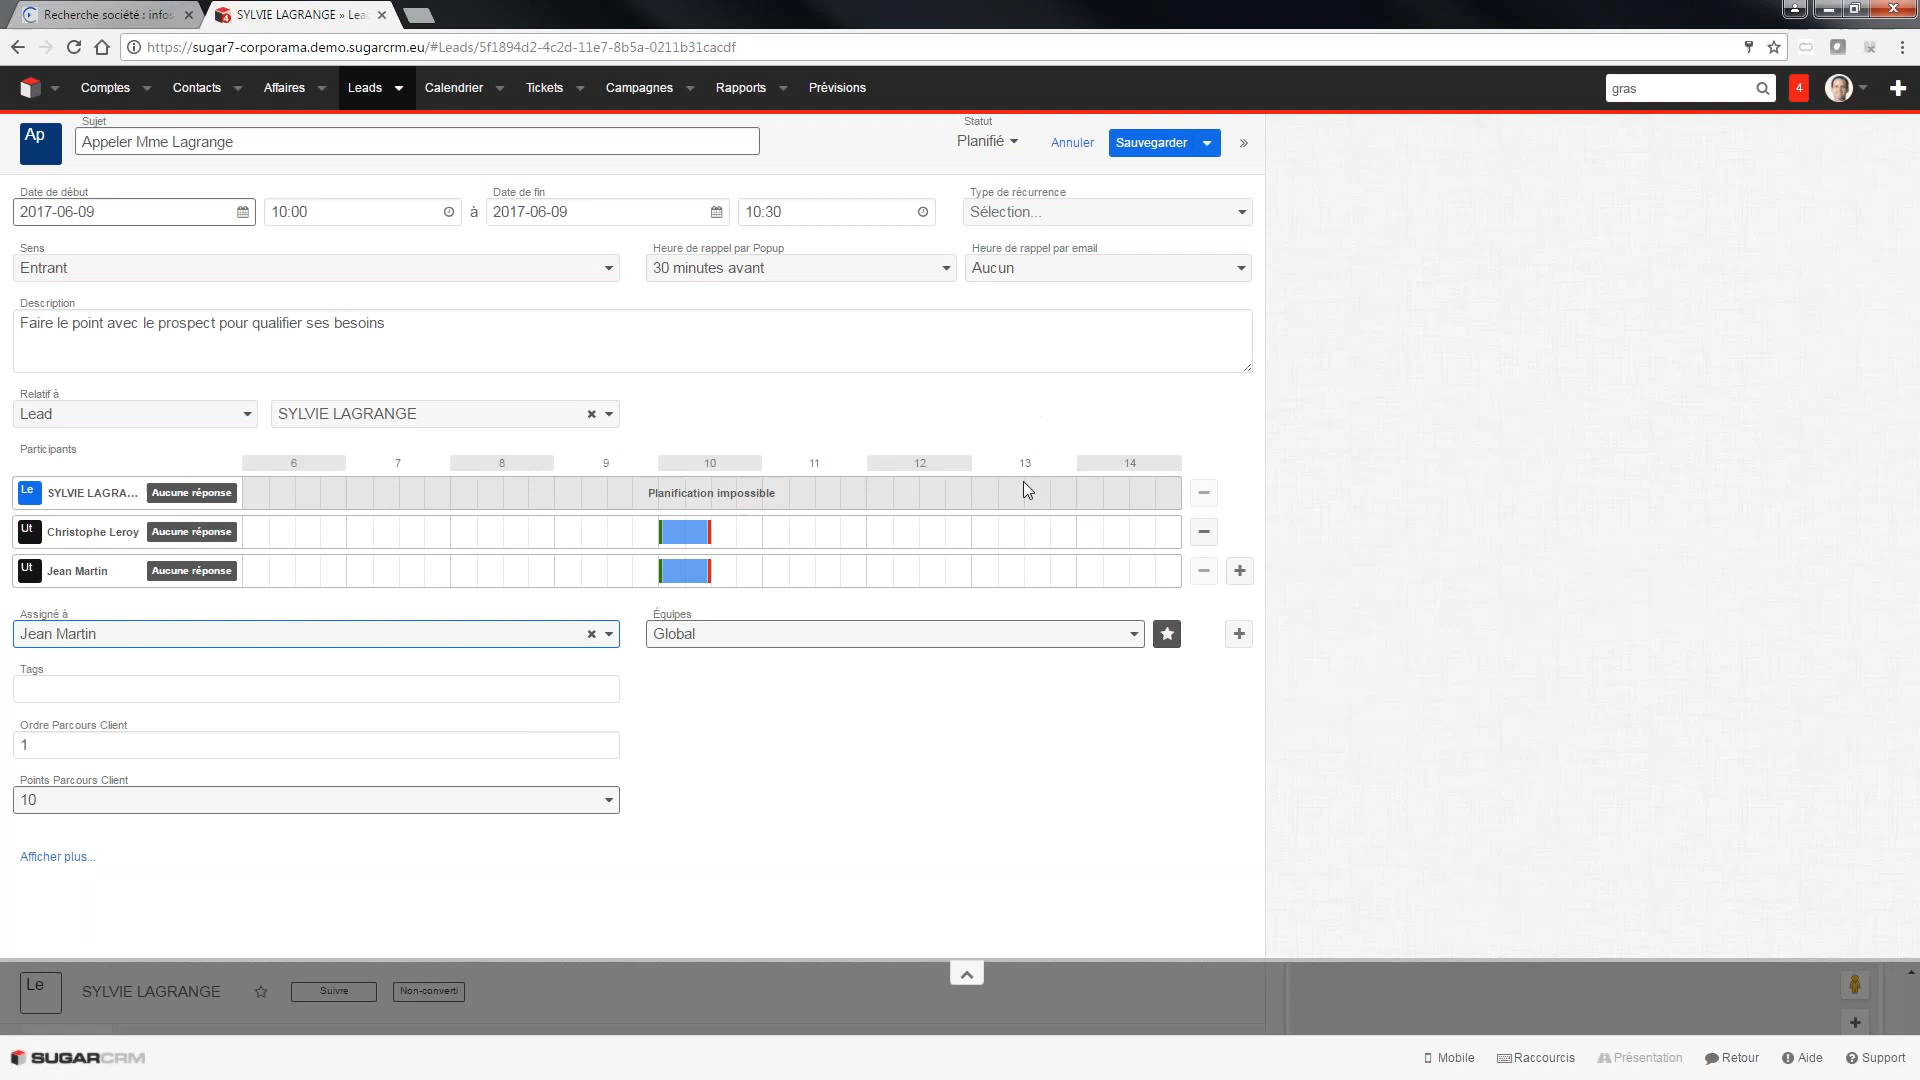 Recherche société : infos
SYLVIE LAGRANGE » Lea
https://sugar7-corporama.demo.sugarcrm.eu/#Leads/5f1894d2-4c2d-11e7-8b5a-0211b31cacdf
Comptes Contacts Affaires Leads Calendrier Tickets Campagnes Rapports Prévisions gras 4
Ap
Sujet
Appeler Mme Lagrange
Statut
Planifié
Annuler
Sauvegarder
»
Date de début Date de fin Type de récurrence
2017-06-09 10:00 à 2017-06-09 10:30 Sélection...
Sens Heure de rappel par Popup Heure de rappel par email
Entrant 30 minutes avant Aucun
Description
Faire le point avec le prospect pour qualifier ses besoins
Relatif à
Lead SYLVIE LAGRANGE
Participants
6 7 8 9 10 11 12 13 14
Le SYLVIE LAGRA... Aucune réponse Planification impossible
Ut Christophe Leroy Aucune réponse
Ut Jean Martin Aucune réponse
Assigné à Équipes
Jean Martin Global
Tags
Ordre Parcours Client
1
Points Parcours Client
10
Afficher plus...
Le SYLVIE LAGRANGE Suivre Non-converti
SUGARCRM Mobile Raccourcis Présentation Retour Aide Support